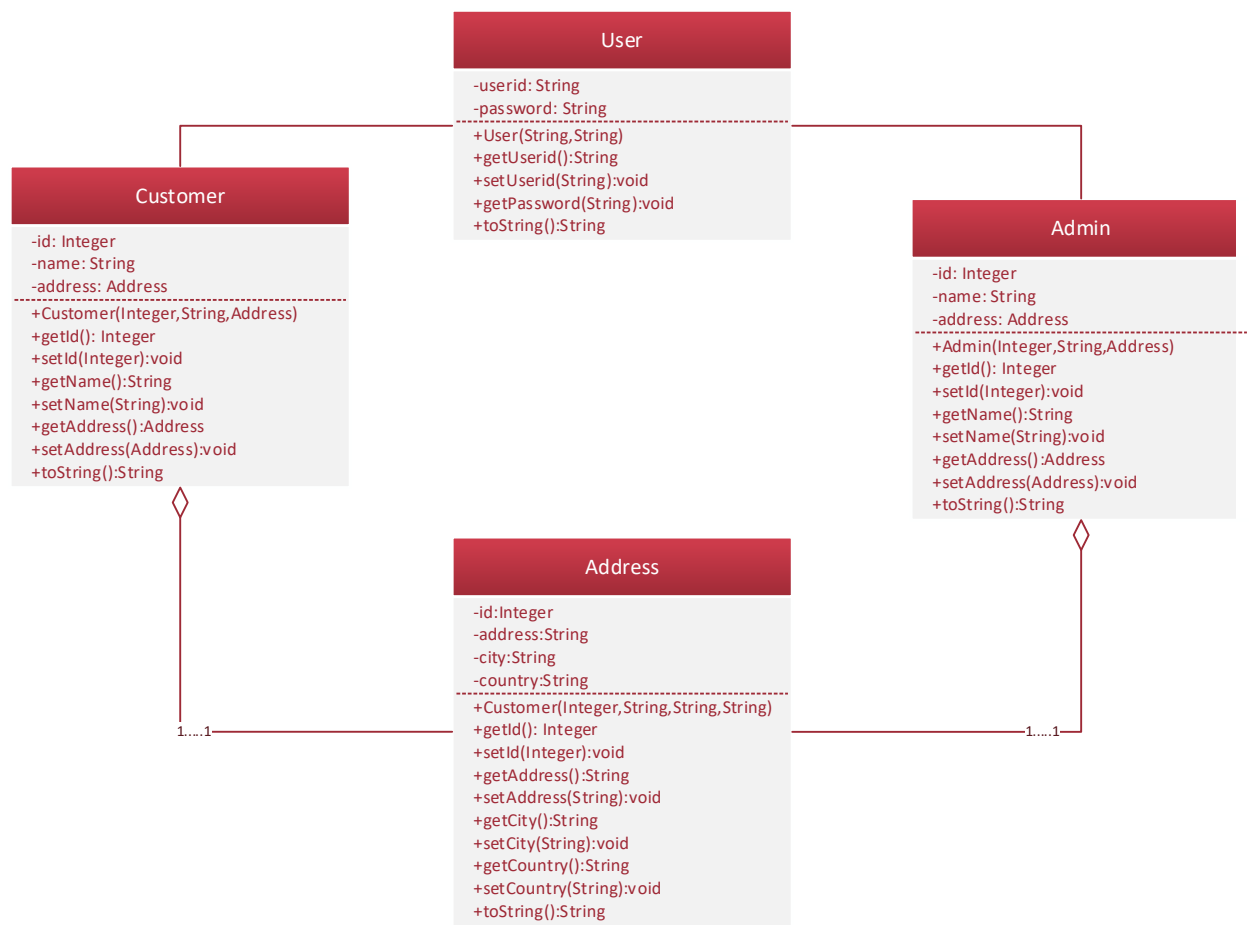 User
-userid: String
-password: String
+User(String,String)
+getUserid():String
+setUserid(String):void
+getPassword(String):void
+toString():String
Customer
-id: Integer
-name: String
-address: Address
+Customer(Integer,String,Address)
+getId(): Integer
+setId(Integer):void
+getName():String
+setName(String):void
+getAddress():Address
+setAddress(Address):void
+toString():String
Admin
-id: Integer
-name: String
-address: Address
+Admin(Integer,String,Address)
+getId(): Integer
+setId(Integer):void
+getName():String
+setName(String):void
+getAddress():Address
+setAddress(Address):void
+toString():String
Address
-id:Integer
-address:String
-city:String
-country:String
+Customer(Integer,String,String,String)
+getId(): Integer
+setId(Integer):void
+getAddress():String
+setAddress(String):void
+getCity():String
+setCity(String):void
+getCountry():String
+setCountry(String):void
+toString():String
1.....1
1.....1